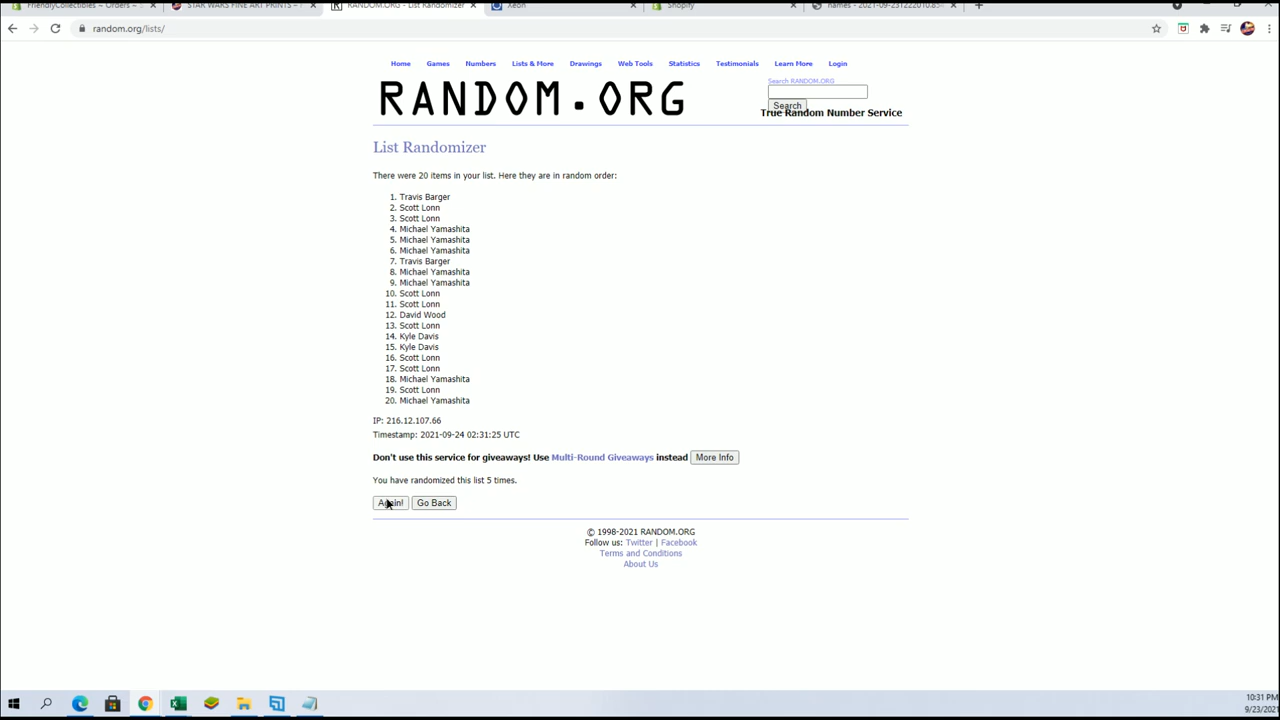 FriendlyCollectibles ~ Orders ~ S
STAR WARS FINE ART PRINTS – 
RANDOM.ORG - List Randomizer
Xeon
Shopify
names - 2021-09-23T222010.85
random.org/lists/
Home Games Numbers Lists & More Drawings Web Tools Statistics Testimonials Learn More Login
RANDOM.ORG
Search RANDOM.ORG
Search
True Random Number Service
List Randomizer
There were 20 items in your list. Here they are in random order:
1. Travis Barger
2. Scott Lonn
3. Scott Lonn
4. Michael Yamashita
5. Michael Yamashita
6. Michael Yamashita
7. Travis Barger
8. Michael Yamashita
9. Michael Yamashita
10. Scott Lonn
11. Scott Lonn
12. David Wood
13. Scott Lonn
14. Kyle Davis
15. Kyle Davis
16. Scott Lonn
17. Scott Lonn
18. Michael Yamashita
19. Scott Lonn
20. Michael Yamashita
IP: 216.12.107.66
Timestamp: 2021-09-24 02:31:25 UTC
Don't use this service for giveaways! Use Multi-Round Giveaways instead More Info
You have randomized this list 5 times.
Again! Go Back
© 1998-2021 RANDOM.ORG
Follow us: Twitter | Facebook
Terms and Conditions
About Us
10:31 PM
9/23/2021